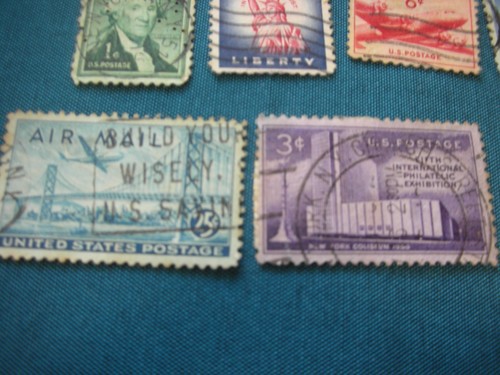 1¢
U.S. POSTAGE
LIBERTY
6¢
U.S. POSTAGE
AIR MAIL
BUILD YOUR
WISELY.
U.S. SAVIN
25¢
UNITED STATES POSTAGE
3¢
U.S. POSTAGE
FIFTH
INTERNATIONAL
PHILATELIC
EXHIBITION
NEW YORK COLISEUM 1956